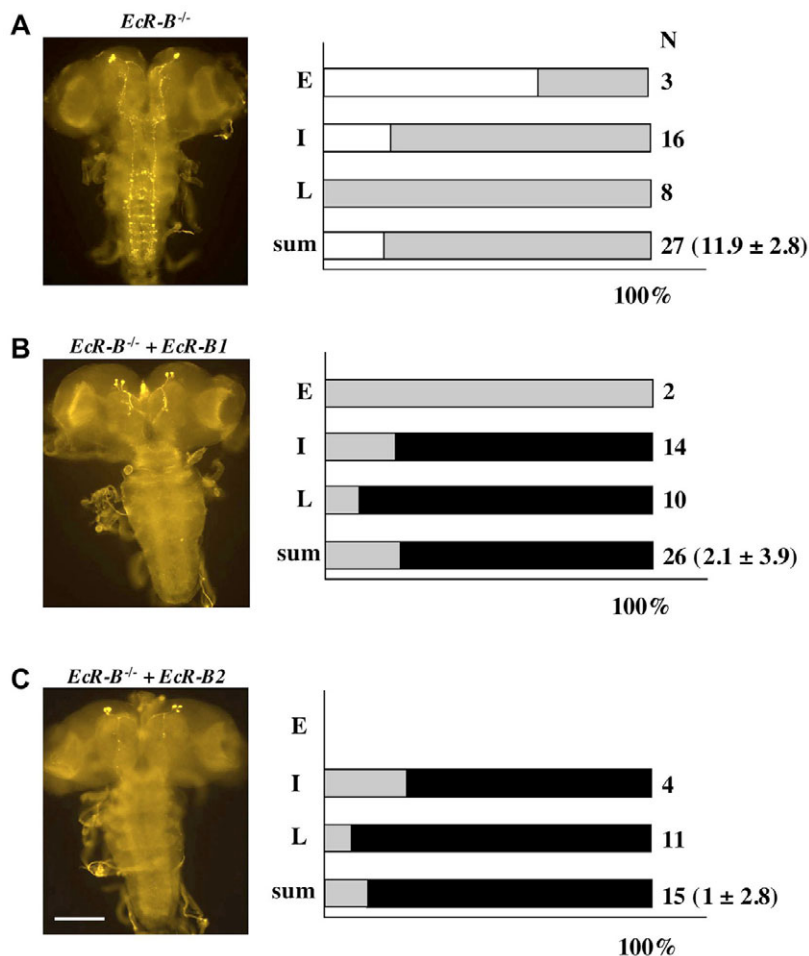 A
EcR-B-/-
N
E 3
I 16
L 8
sum 27 (11.9 ± 2.8)
100%
B
EcR-B-/- + EcR-B1
E 2
I 14
L 10
sum 26 (2.1 ± 3.9)
100%
C
EcR-B-/- + EcR-B2
E
I 4
L 11
sum 15 (1 ± 2.8)
100%